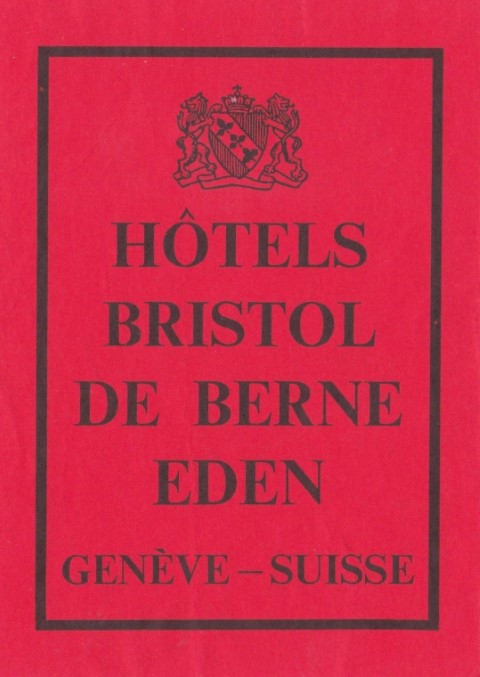 HÔTELS
BRISTOL
DE BERNE
EDEN
GENÈVE – SUISSE